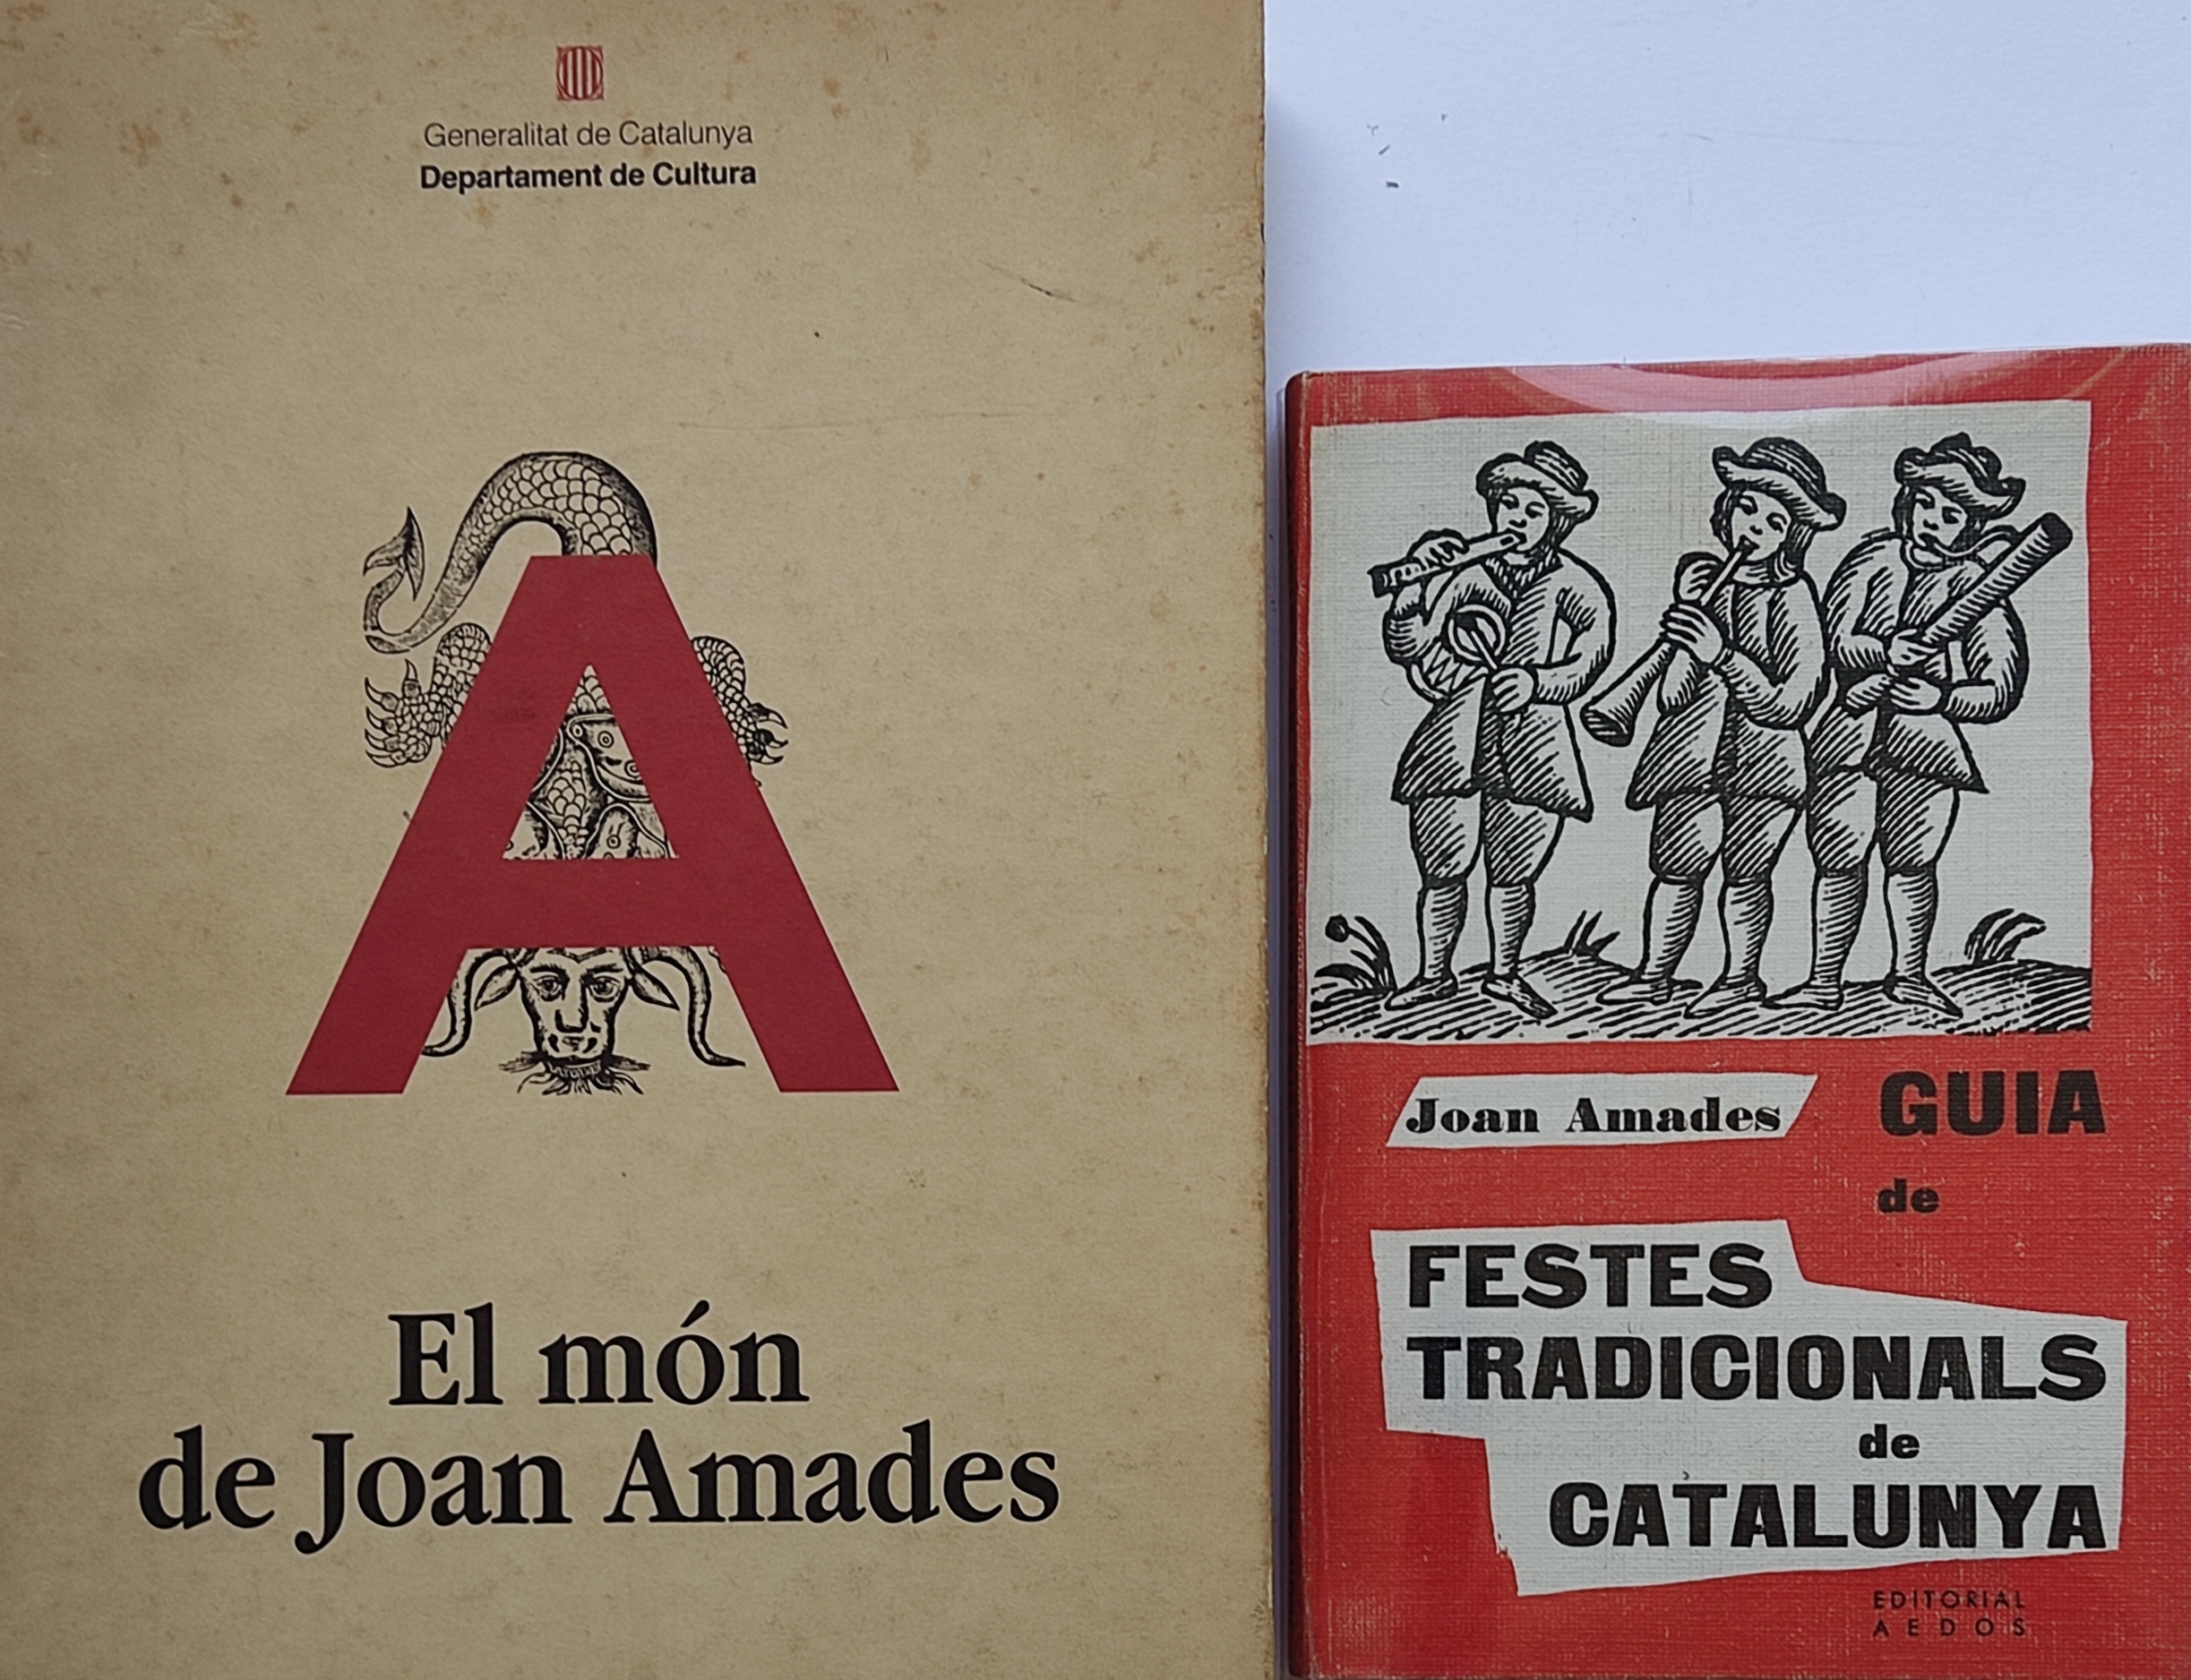 Generalitat de Catalunya
Departament de Cultura
A
El món
de Joan Amades
Joan Amades
GUIA
de
FESTES
TRADICIONALS
de
CATALUNYA
EDITORIAL
AEDOS